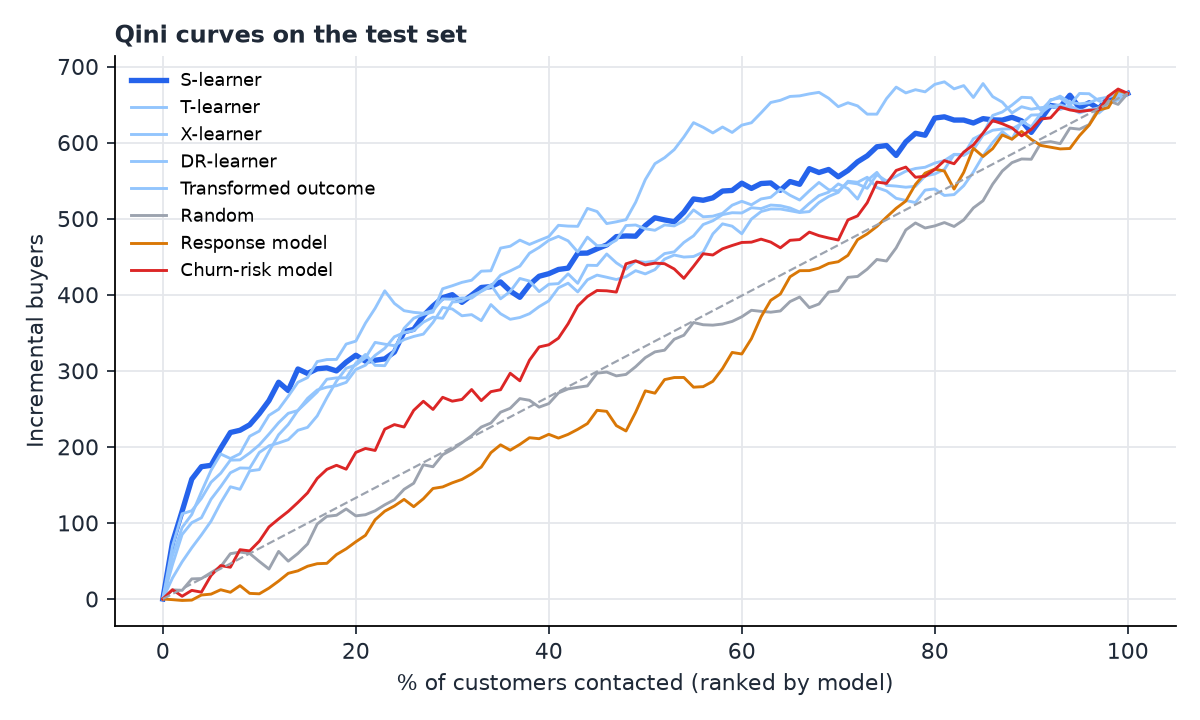 Qini curves on the test set
S-learner
T-learner
X-learner
DR-learner
Transformed outcome
Random
Response model
Churn-risk model
Incremental buyers
700
600
500
400
300
200
100
0
0
20
40
60
80
100
% of customers contacted (ranked by model)